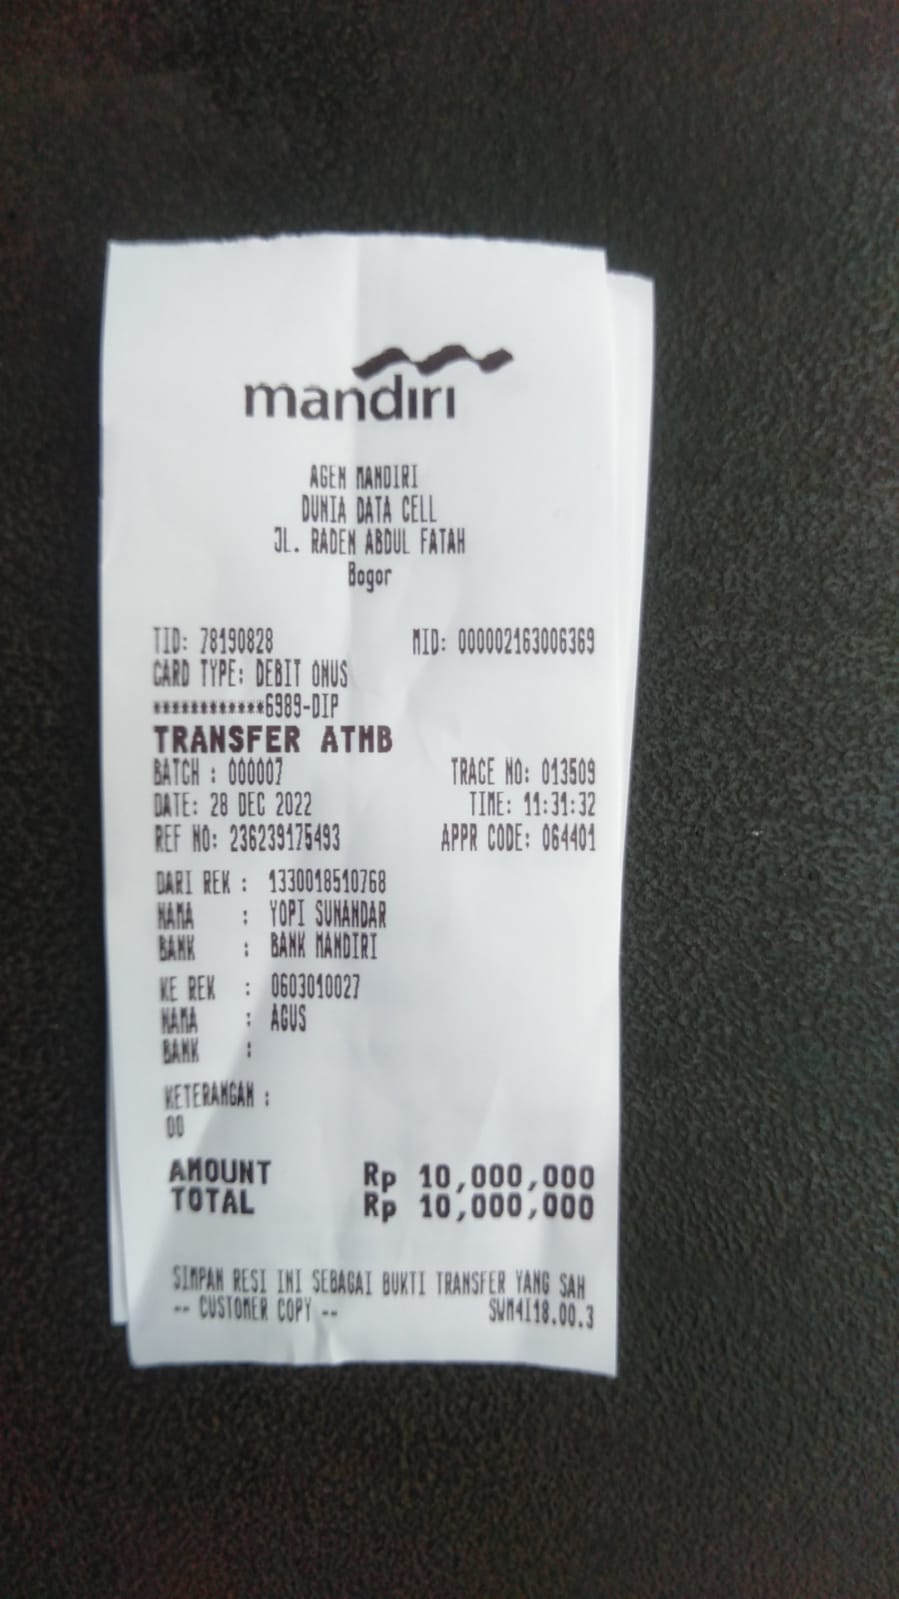 mandiri
AGEN MANDIRI
DUNIA DATA CELL
JL. RADEN ABDUL FATAH
Bogor
TID: 78190828 MID: 000002163006369
CARD TYPE: DEBIT ONUS
************6989-DIP
TRANSFER ATMB
BATCH : 000007 TRACE NO: 013509
DATE: 28 DEC 2022 TIME: 11:31:32
REF NO: 236239175493 APPR CODE: 064401
DARI REK : 1330018510768
NAMA : YOPI SUNANDAR
BANK : BANK MANDIRI
KE REK : 0603010027
NAMA : AGUS
BANK :
KETERANGAN :
00
AMOUNT Rp 10,000,000
TOTAL Rp 10,000,000
SIMPAN RESI INI SEBAGAI BUKTI TRANSFER YANG SAH
-- CUSTOMER COPY -- SWM4I18.00.3